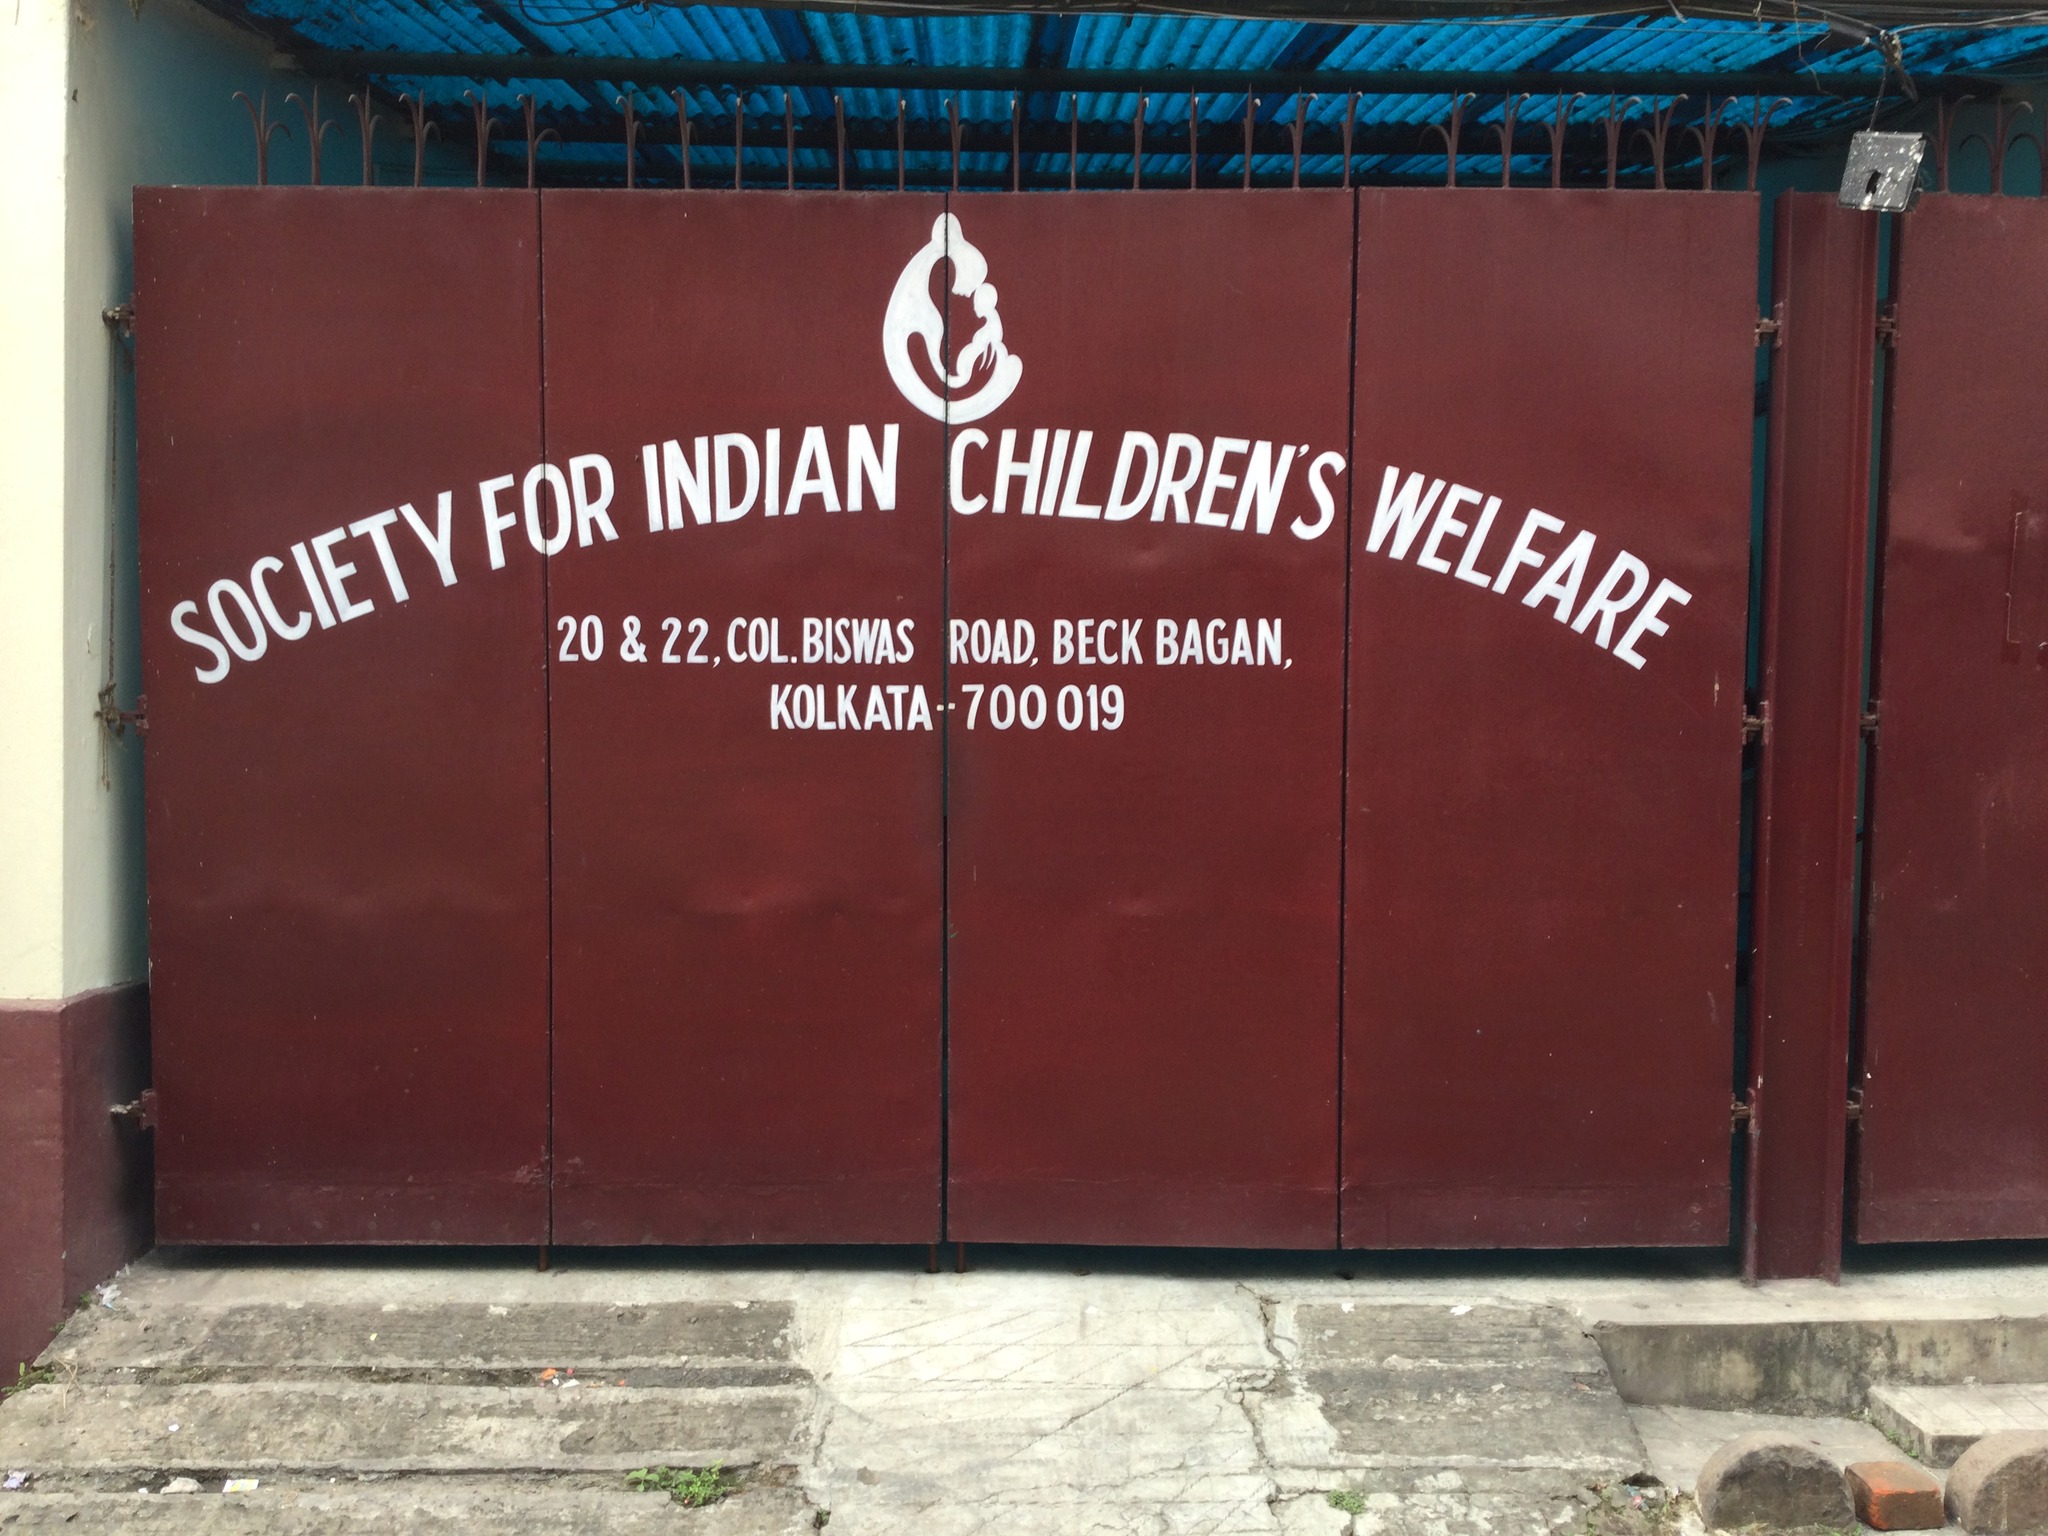 SOCIETY FOR INDIAN CHILDREN'S WELFARE
20 & 22, COL. BISWAS ROAD, BECK BAGAN,
KOLKATA - 700 019